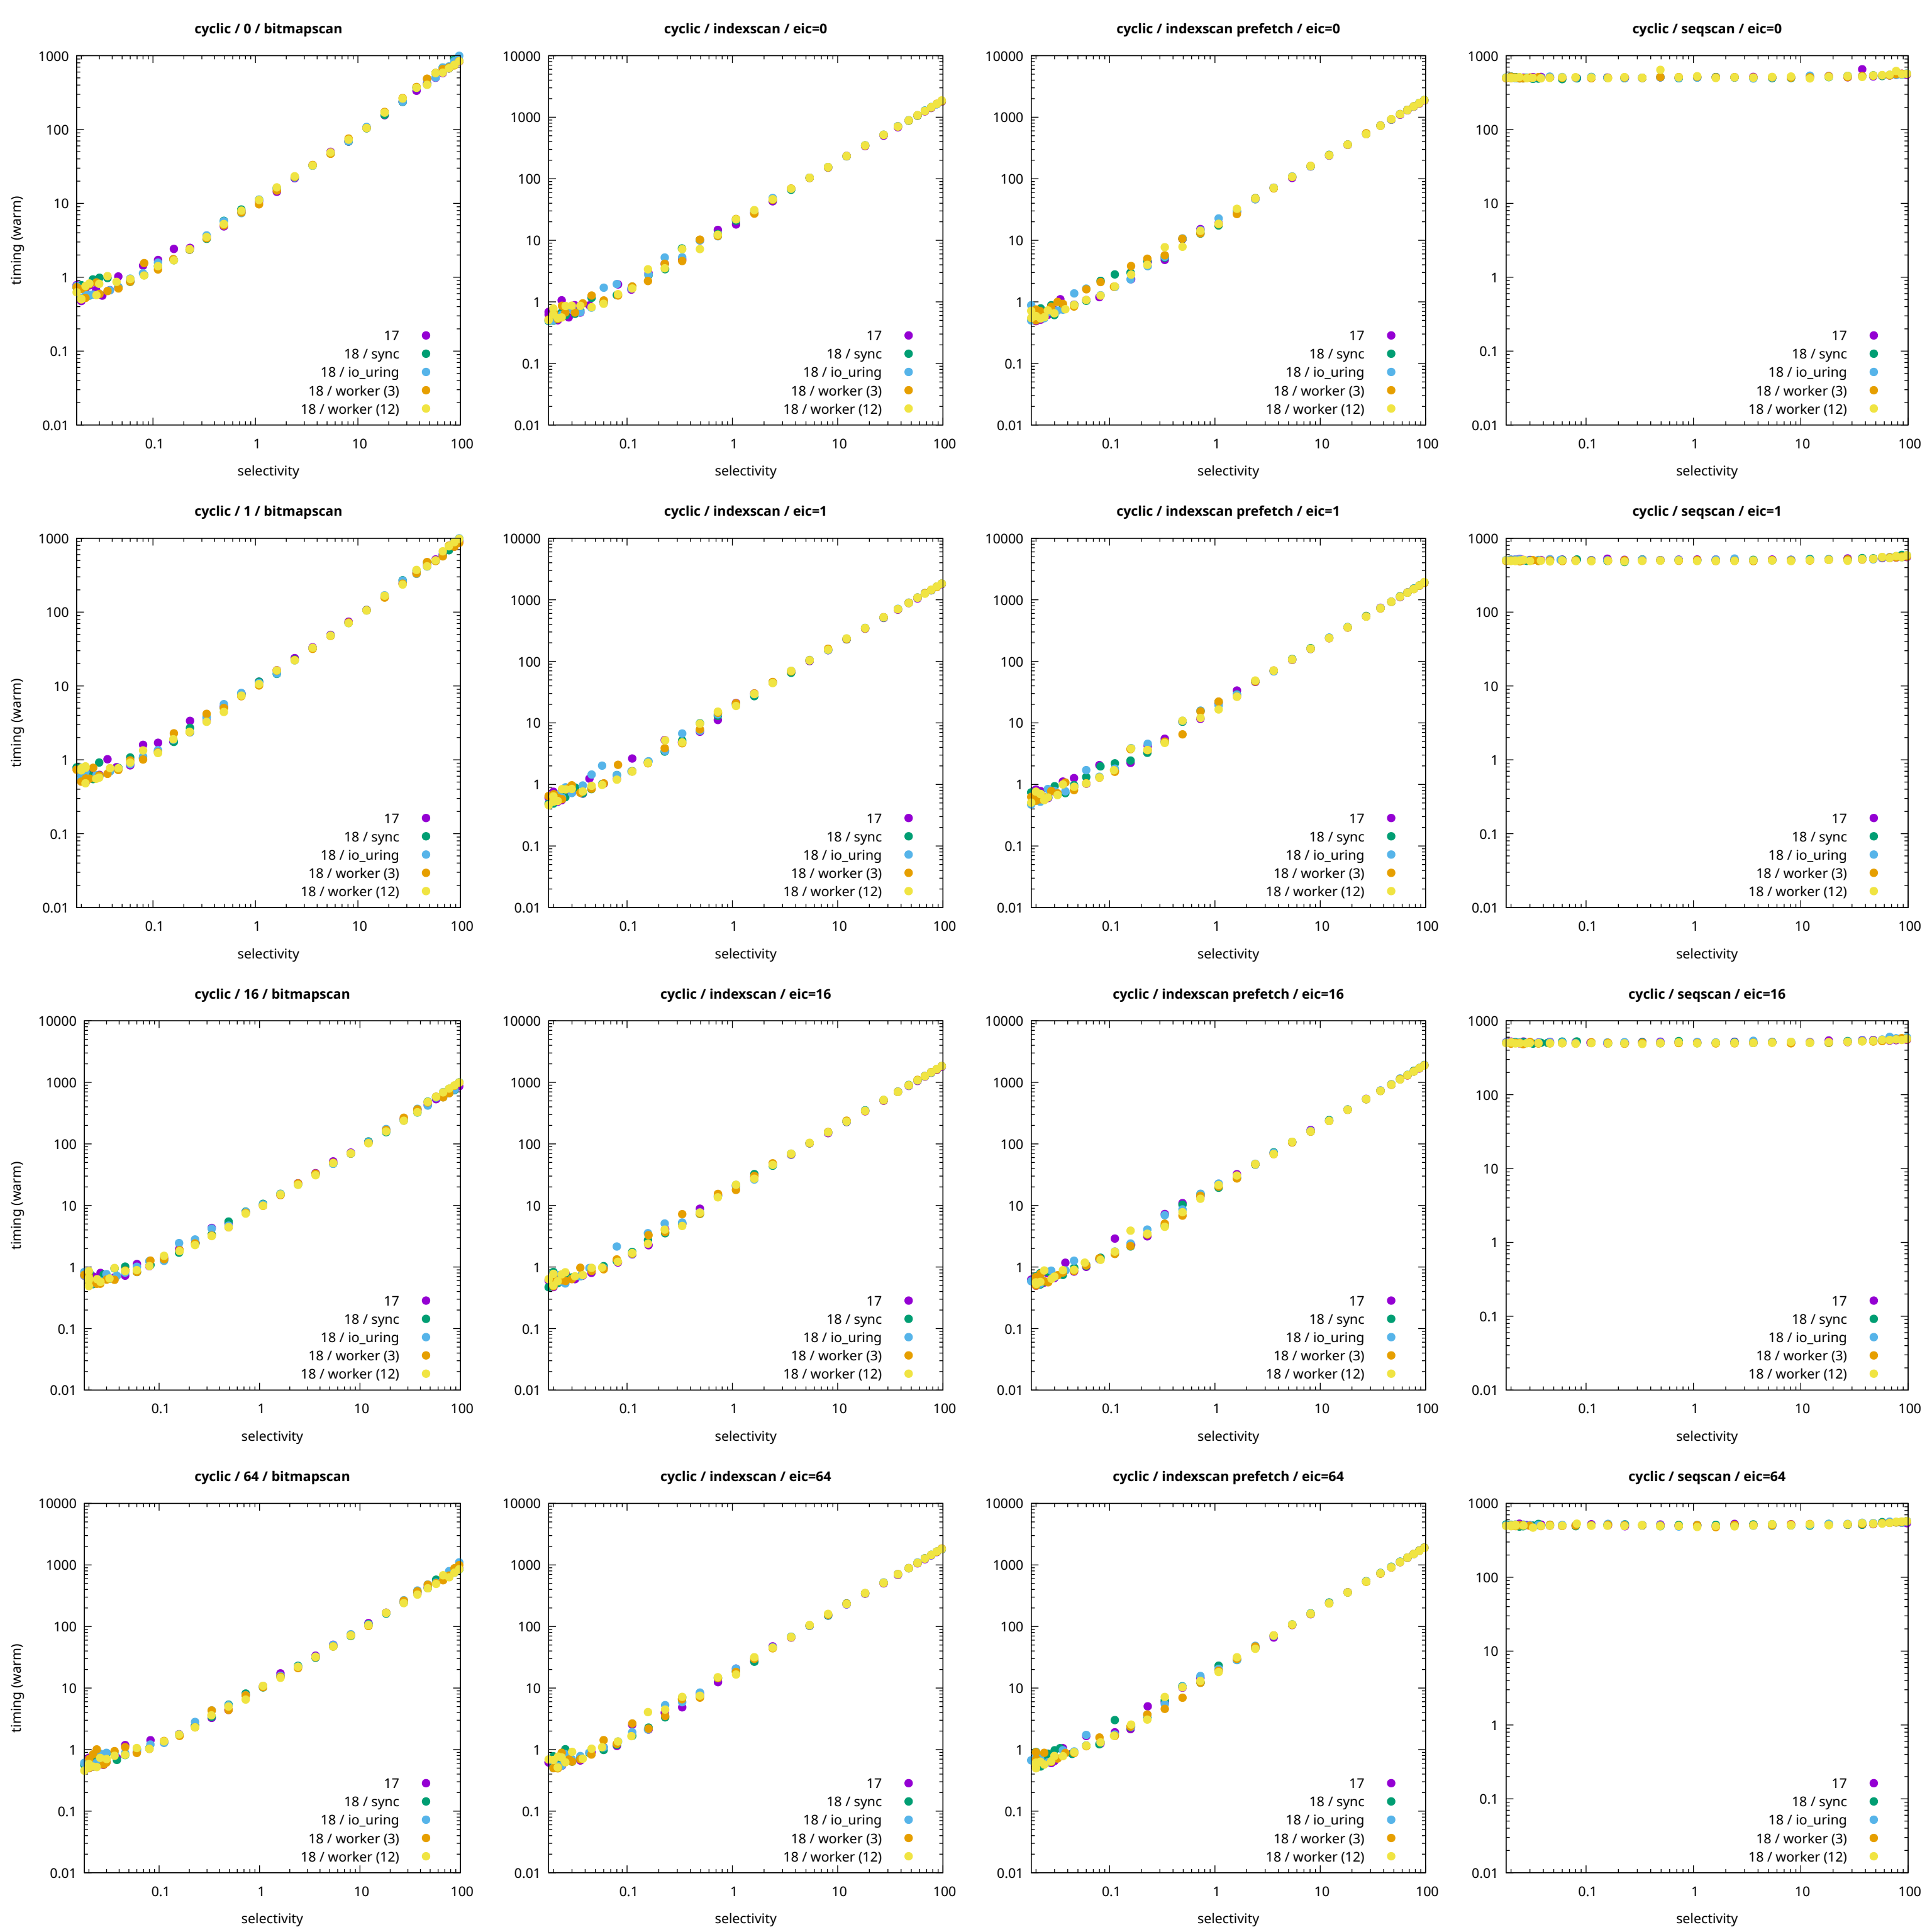 cyclic / 0 / bitmapscan
1000
100
10
1
0.1
0.01
timing (warm)
0.1 1 10 100
selectivity
17
18 / sync
18 / io_uring
18 / worker (3)
18 / worker (12)
cyclic / indexscan / eic=0
10000
1000
100
10
1
0.1
0.01
0.1 1 10 100
selectivity
17
18 / sync
18 / io_uring
18 / worker (3)
18 / worker (12)
cyclic / indexscan prefetch / eic=0
10000
1000
100
10
1
0.1
0.01
0.1 1 10 100
selectivity
17
18 / sync
18 / io_uring
18 / worker (3)
18 / worker (12)
cyclic / seqscan / eic=0
1000
100
10
1
0.1
0.01
0.1 1 10 100
selectivity
17
18 / sync
18 / io_uring
18 / worker (3)
18 / worker (12)
cyclic / 1 / bitmapscan
1000
100
10
1
0.1
0.01
timing (warm)
0.1 1 10 100
selectivity
17
18 / sync
18 / io_uring
18 / worker (3)
18 / worker (12)
cyclic / indexscan / eic=1
10000
1000
100
10
1
0.1
0.01
0.1 1 10 100
selectivity
17
18 / sync
18 / io_uring
18 / worker (3)
18 / worker (12)
cyclic / indexscan prefetch / eic=1
10000
1000
100
10
1
0.1
0.01
0.1 1 10 100
selectivity
17
18 / sync
18 / io_uring
18 / worker (3)
18 / worker (12)
cyclic / seqscan / eic=1
1000
100
10
1
0.1
0.01
0.1 1 10 100
selectivity
17
18 / sync
18 / io_uring
18 / worker (3)
18 / worker (12)
cyclic / 16 / bitmapscan
10000
1000
100
10
1
0.1
0.01
timing (warm)
0.1 1 10 100
selectivity
17
18 / sync
18 / io_uring
18 / worker (3)
18 / worker (12)
cyclic / indexscan / eic=16
10000
1000
100
10
1
0.1
0.01
0.1 1 10 100
selectivity
17
18 / sync
18 / io_uring
18 / worker (3)
18 / worker (12)
cyclic / indexscan prefetch / eic=16
10000
1000
100
10
1
0.1
0.01
0.1 1 10 100
selectivity
17
18 / sync
18 / io_uring
18 / worker (3)
18 / worker (12)
cyclic / seqscan / eic=16
1000
100
10
1
0.1
0.01
0.1 1 10 100
selectivity
17
18 / sync
18 / io_uring
18 / worker (3)
18 / worker (12)
cyclic / 64 / bitmapscan
10000
1000
100
10
1
0.1
0.01
timing (warm)
0.1 1 10 100
selectivity
17
18 / sync
18 / io_uring
18 / worker (3)
18 / worker (12)
cyclic / indexscan / eic=64
10000
1000
100
10
1
0.1
0.01
0.1 1 10 100
selectivity
17
18 / sync
18 / io_uring
18 / worker (3)
18 / worker (12)
cyclic / indexscan prefetch / eic=64
10000
1000
100
10
1
0.1
0.01
0.1 1 10 100
selectivity
17
18 / sync
18 / io_uring
18 / worker (3)
18 / worker (12)
cyclic / seqscan / eic=64
1000
100
10
1
0.1
0.01
0.1 1 10 100
selectivity
17
18 / sync
18 / io_uring
18 / worker (3)
18 / worker (12)